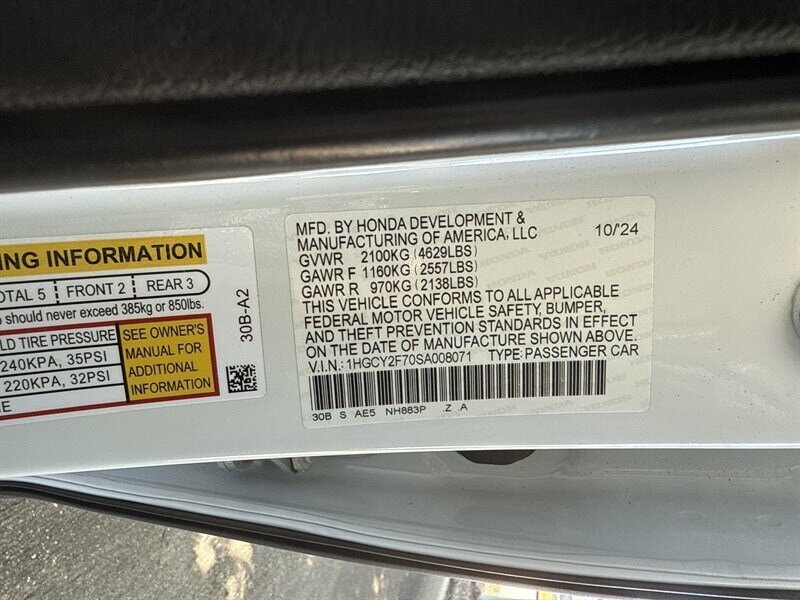 NG INFORMATION
OTAL 5 FRONT 2 REAR 3
should never exceed 385kg or 850lbs.
LD TIRE PRESSURE
240KPA, 35PSI
220KPA, 32PSI
SEE OWNER'S
MANUAL FOR
ADDITIONAL
INFORMATION
30B-A2
MFD. BY HONDA DEVELOPMENT &
MANUFACTURING OF AMERICA, LLC 10/'24
GVWR 2100KG (4629LBS)
GAWR F 1160KG (2557LBS)
GAWR R 970KG (2138LBS)
THIS VEHICLE CONFORMS TO ALL APPLICABLE
FEDERAL MOTOR VEHICLE SAFETY, BUMPER,
AND THEFT PREVENTION STANDARDS IN EFFECT
ON THE DATE OF MANUFACTURE SHOWN ABOVE.
V.I.N.:1HGCY2F70SA008071 TYPE:PASSENGER CAR
30B S AE5 NH883P Z A